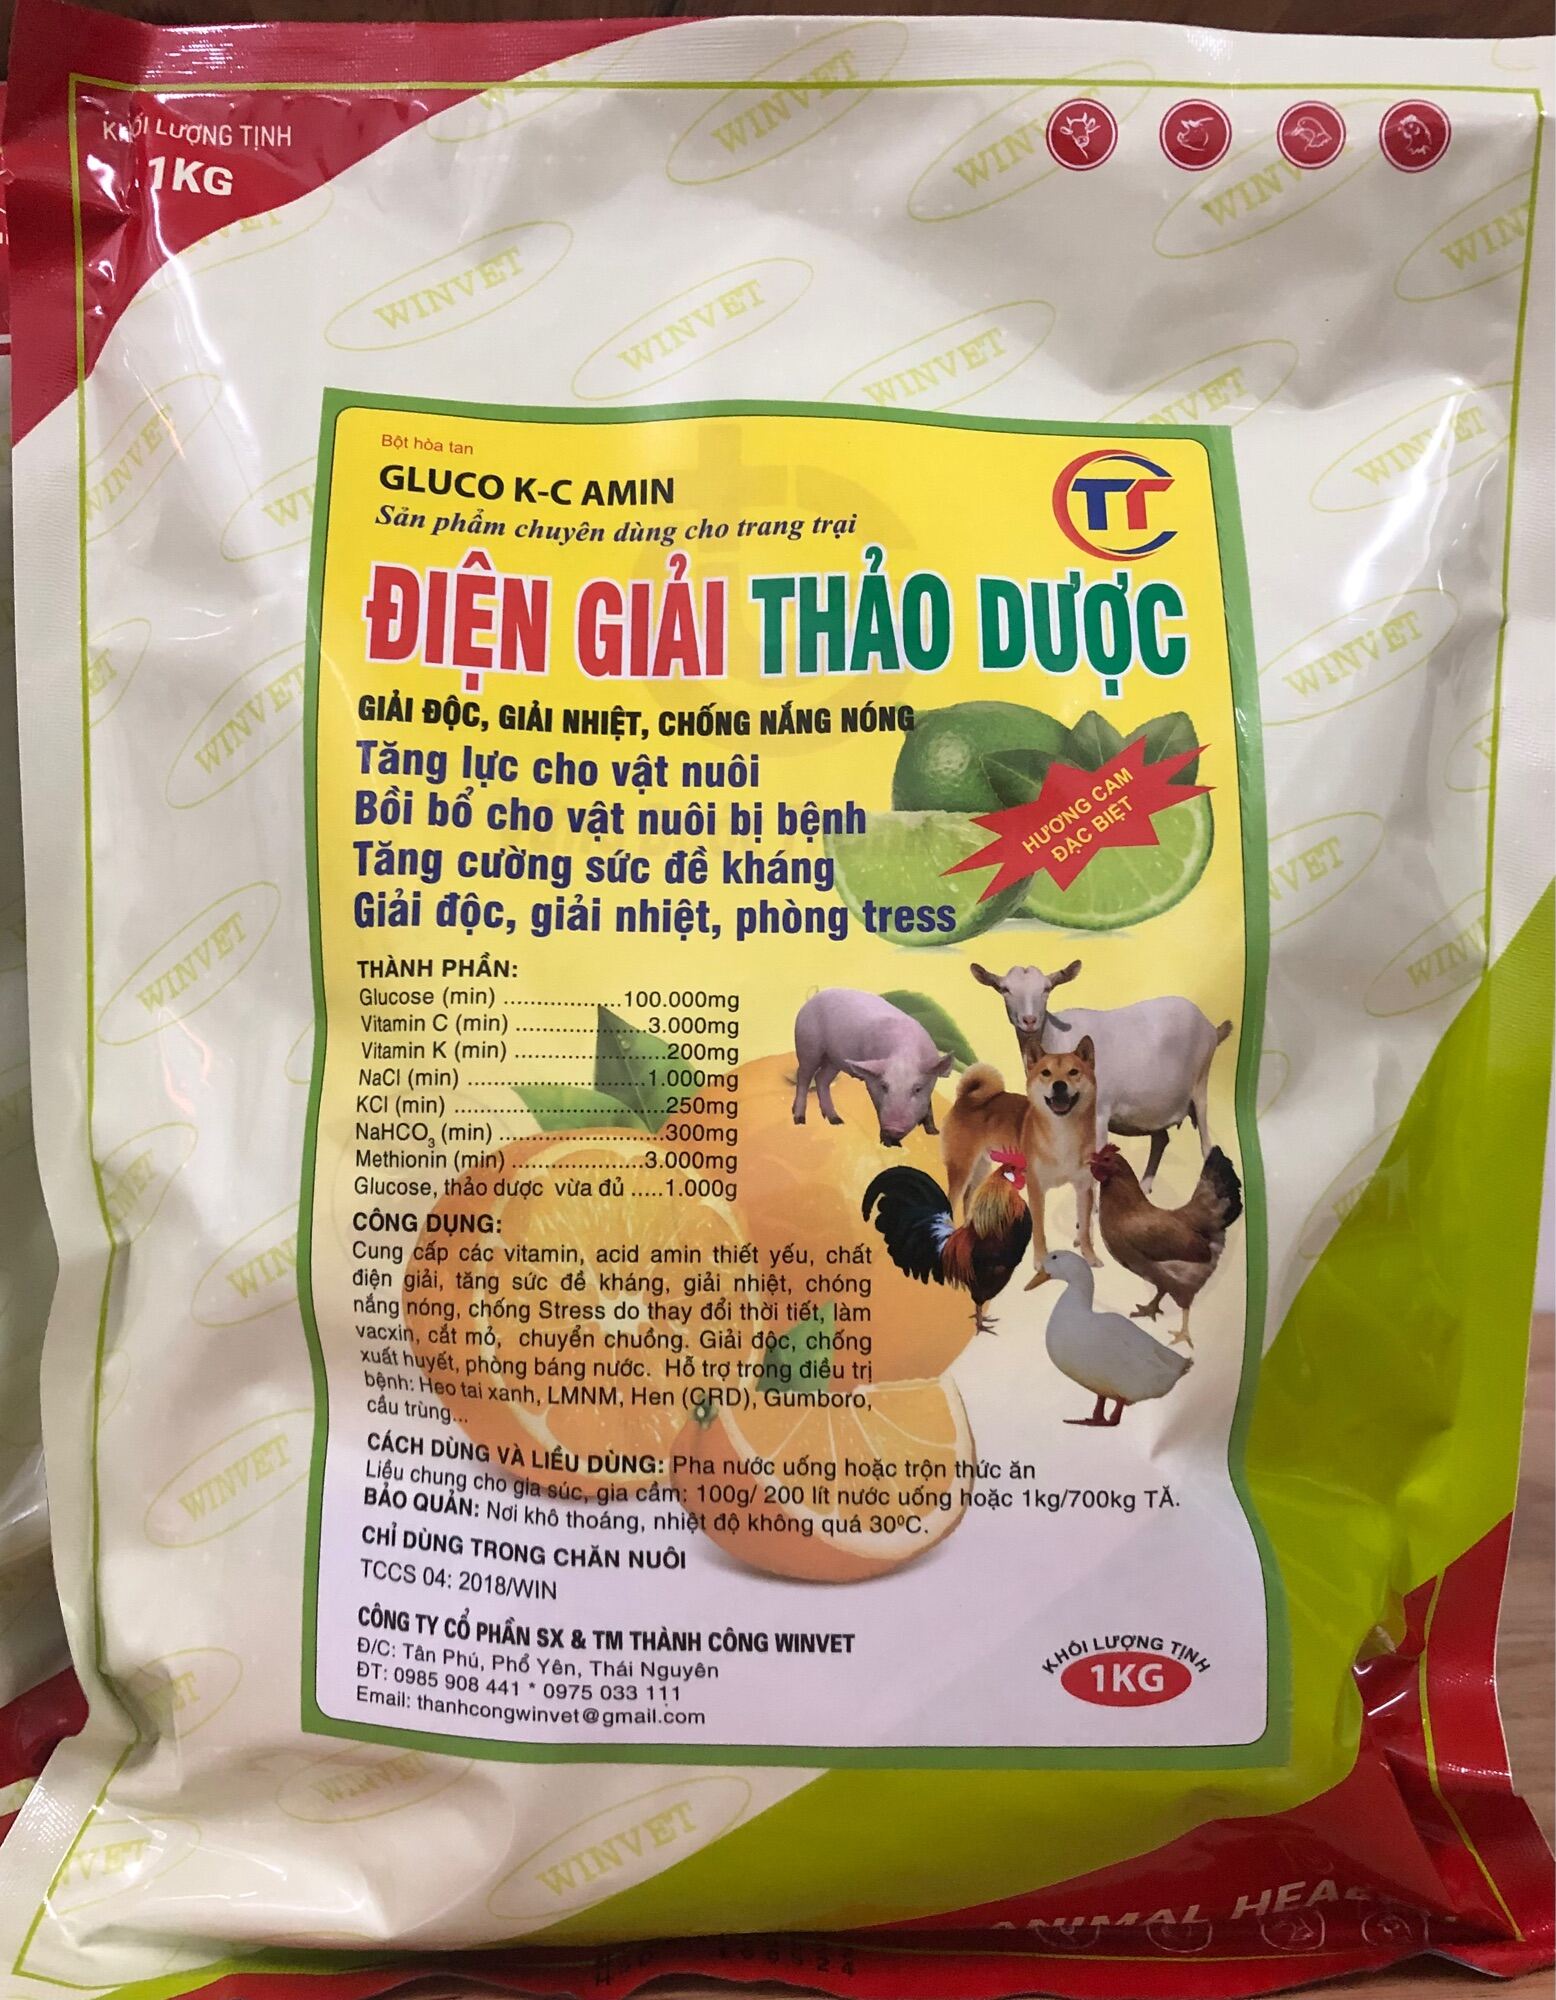 KHỐI LƯỢNG TỊNH
1KG
Bột hòa tan
GLUCO K-C AMIN
Sản phẩm chuyên dùng cho trang trại
TT
ĐIỆN GIẢI THẢO DƯỢC
GIẢI ĐỘC, GIẢI NHIỆT, CHỐNG NẮNG NÓNG
Tăng lực cho vật nuôi
Bồi bổ cho vật nuôi bị bệnh
Tăng cường sức đề kháng
Giải độc, giải nhiệt, phòng tress
HƯƠNG CAM
ĐẶC BIỆT
THÀNH PHẦN:
Glucose (min) ..................100.000mg
Vitamin C (min) ....................3.000mg
Vitamin K (min) .......................200mg
NaCl (min) ...........................1.000mg
KCl (min) ................................250mg
NaHCO₃ (min) .........................300mg
Methionin (min) ....................3.000mg
Glucose, thảo dược vừa đủ .....1.000g
CÔNG DỤNG:
Cung cấp các vitamin, acid amin thiết yếu, chất
điện giải, tăng sức đề kháng, giải nhiệt, chóng
nắng nóng, chống Stress do thay đổi thời tiết, làm
vacxin, cắt mỏ, chuyển chuồng. Giải độc, chống
xuất huyết, phòng báng nước. Hỗ trợ trong điều trị
bệnh: Heo tai xanh, LMNM, Hen (CRD), Gumboro,
cầu trùng...
CÁCH DÙNG VÀ LIỀU DÙNG: Pha nước uống hoặc trộn thức ăn
Liều chung cho gia súc, gia cầm: 100g/ 200 lít nước uống hoặc 1kg/700kg TĂ.
BẢO QUẢN: Nơi khô thoáng, nhiệt độ không quá 30ºC.
CHỈ DÙNG TRONG CHĂN NUÔI
TCCS 04: 2018/WIN
CÔNG TY CỔ PHẦN SX & TM THÀNH CÔNG WINVET
Đ/C: Tân Phú, Phổ Yên, Thái Nguyên
ĐT: 0985 908 441 * 0975 033 111
Email: thanhcongwinvet@gmail.com
KHỐI LƯỢNG TỊNH
1KG
WINVET
ANIMAL